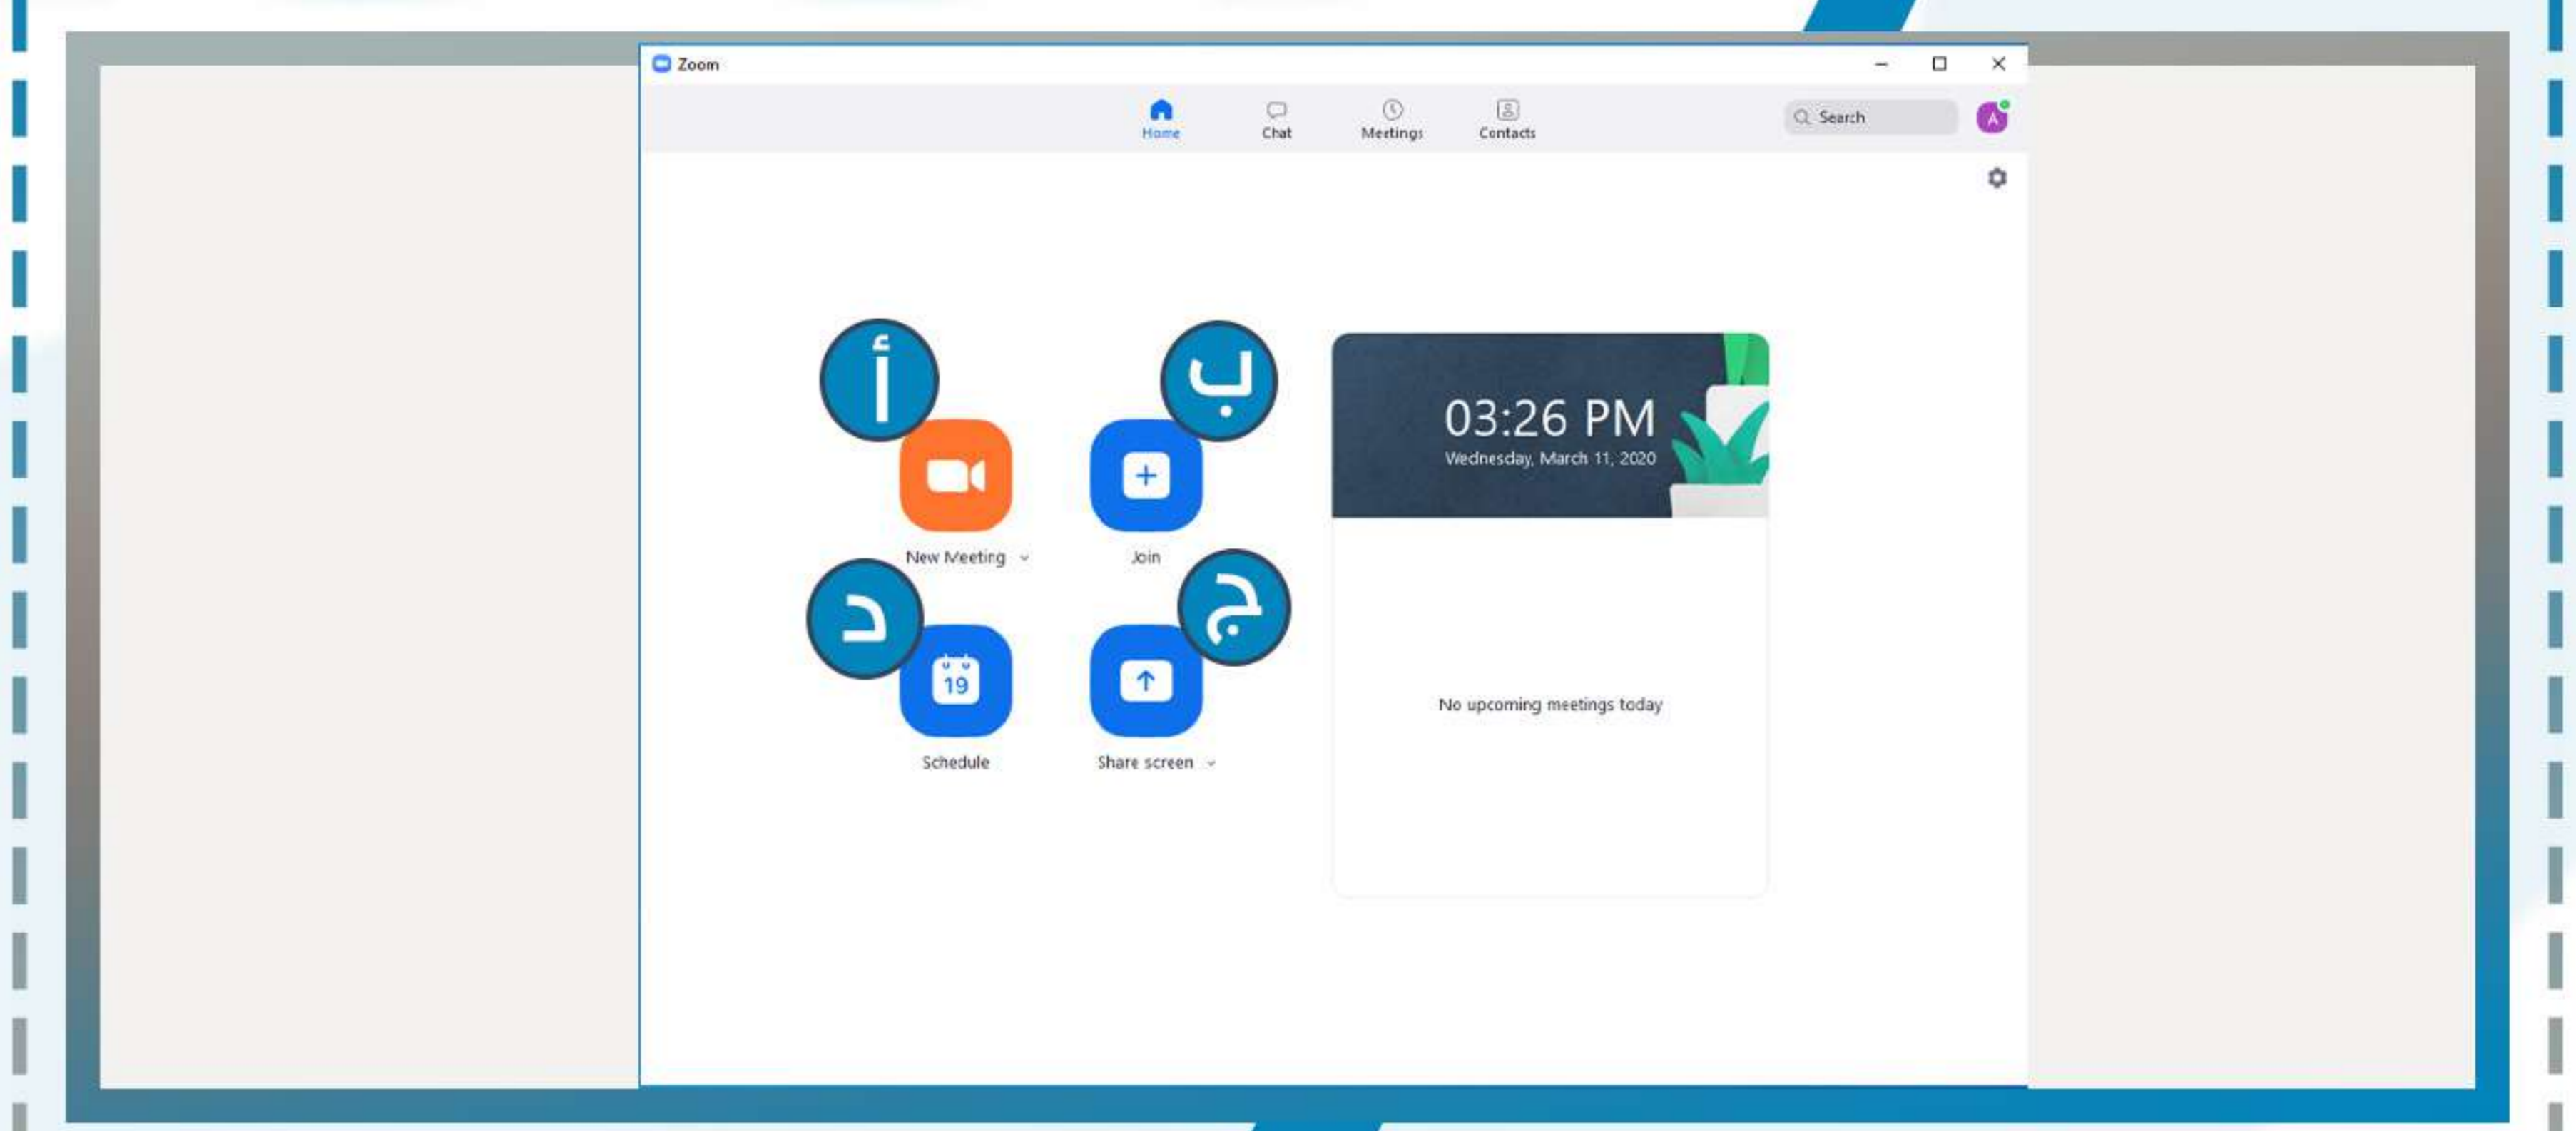 Zoom
Home
Chat
Meetings
Contacts
Search
A
أ
ب
03:26 PM
Wednesday, March 11, 2020
New Meeting
Join
د
ج
19
No upcoming meetings today
Schedule
Share screen